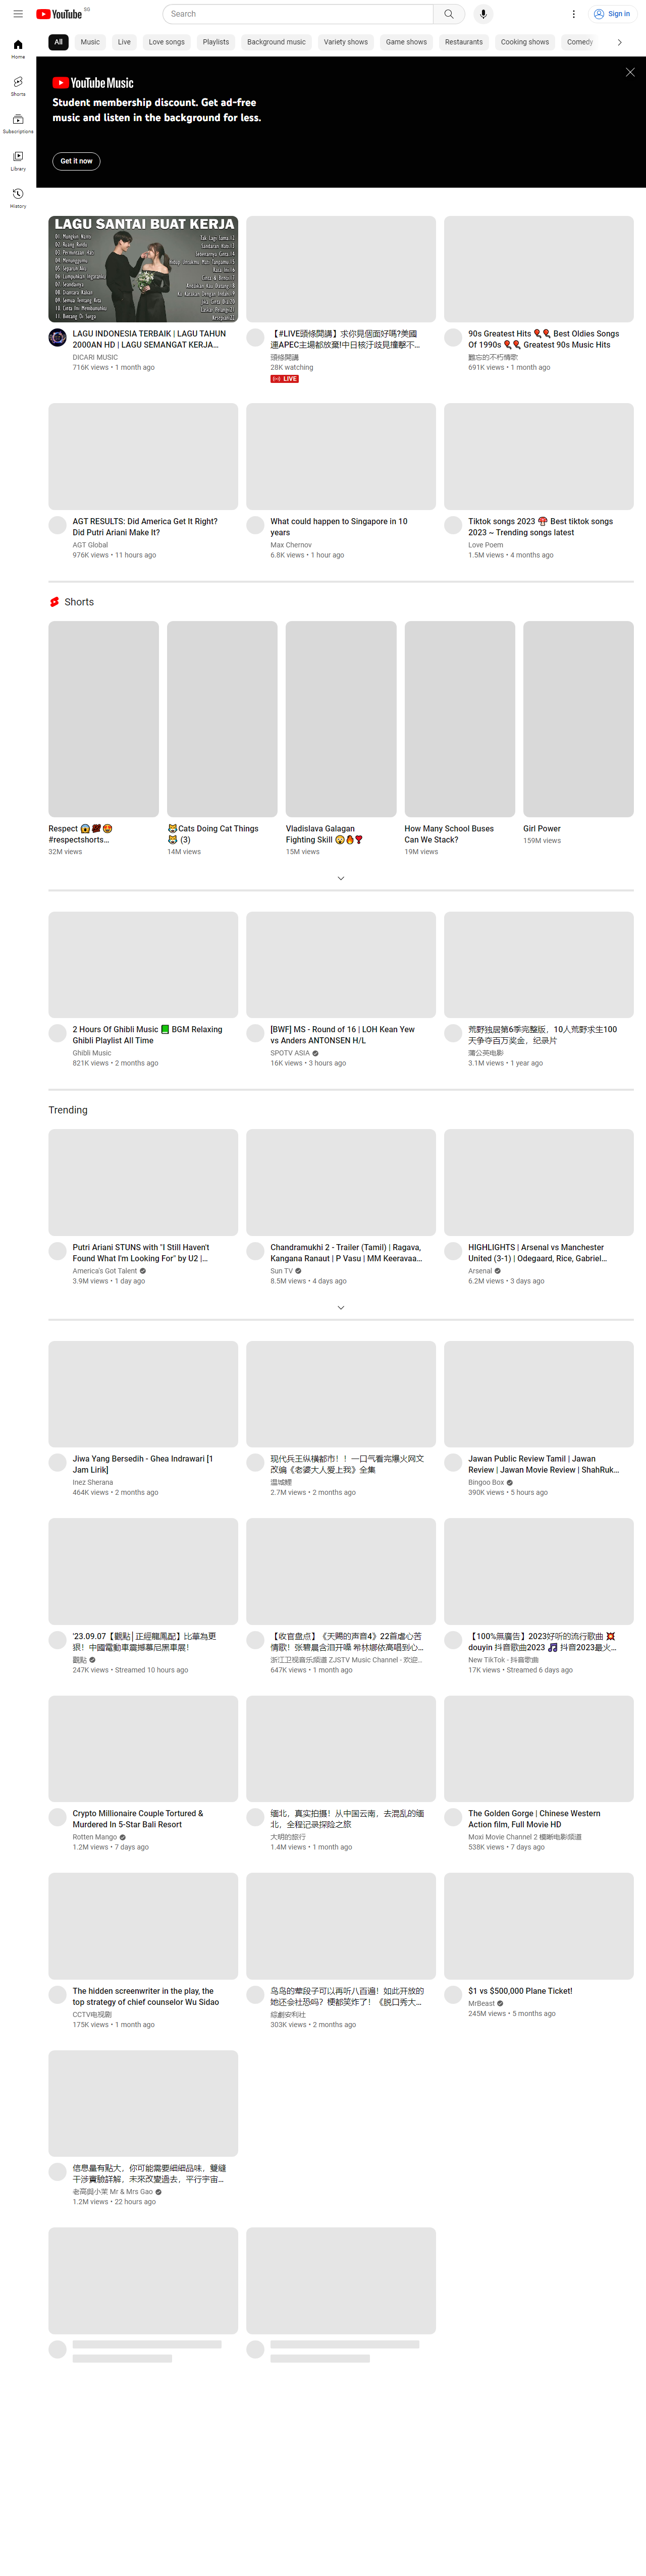 YouTube SG
Search
Sign in
Home
Shorts
Subscriptions
Library
History
All
Music
Live
Love songs
Playlists
Background music
Variety shows
Game shows
Restaurants
Cooking shows
Comedy
YouTube Music
Student membership discount. Get ad-free
music and listen in the background for less.
Get it now
LAGU SANTAI BUAT KERJA
LAGU INDONESIA TERBAIK | LAGU TAHUN
2000AN HD | LAGU SEMANGAT KERJA...
DICARI MUSIC
716K views • 1 month ago
【#LIVE頭條開講】求你見個面好嗎?美國
連APEC主場都放棄!中日核汙歧見撞擊不...
頭條開講
28K watching
LIVE
90s Greatest Hits 🎈🎈 Best Oldies Songs
Of 1990s 🎈🎈 Greatest 90s Music Hits
難忘的不朽情歌
691K views • 1 month ago
AGT RESULTS: Did America Get It Right?
Did Putri Ariani Make It?
AGT Global
976K views • 11 hours ago
What could happen to Singapore in 10
years
Max Chernov
6.8K views • 1 hour ago
Tiktok songs 2023 🍄 Best tiktok songs
2023 ~ Trending songs latest
Love Poem
1.5M views • 4 months ago
Shorts
Respect
#respectshorts...
32M views
Cats Doing Cat Things
(3)
14M views
Vladislava Galagan
Fighting Skill
15M views
How Many School Buses
Can We Stack?
19M views
Girl Power
159M views
2 Hours Of Ghibli Music 📗 BGM Relaxing
Ghibli Playlist All Time
Ghibli Music
821K views • 2 months ago
[BWF] MS - Round of 16 | LOH Kean Yew
vs Anders ANTONSEN H/L
SPOTV ASIA
16K views • 3 hours ago
荒野独居第6季完整版，10人荒野求生100
天争夺百万奖金，纪录片
蒲公英电影
3.1M views • 1 year ago
Trending
Putri Ariani STUNS with "I Still Haven't
Found What I'm Looking For" by U2 |...
America's Got Talent
3.9M views • 1 day ago
Chandramukhi 2 - Trailer (Tamil) | Ragava,
Kangana Ranaut | P Vasu | MM Keeravaa...
Sun TV
8.5M views • 4 days ago
HIGHLIGHTS | Arsenal vs Manchester
United (3-1) | Odegaard, Rice, Gabriel...
Arsenal
6.2M views • 3 days ago
Jiwa Yang Bersedih - Ghea Indrawari [1
Jam Lirik]
Inez Sherana
464K views • 2 months ago
现代兵王纵横都市！！一口气看完爆火网文
改编《老婆大人爱上我》全集
温城鲤
2.7M views • 2 months ago
Jawan Public Review Tamil | Jawan
Review | Jawan Movie Review | ShahRuk...
Bingoo Box
390K views • 5 hours ago
'23.09.07【觀點│正經龍鳳配】比華為更
狠！中國電動車震撼慕尼黑車展！
觀點
247K views • Streamed 10 hours ago
【收官盘点】《天赐的声音4》22首虐心苦
情歌！张碧晨含泪开嗓 希林娜依高唱到心...
浙江卫视音乐频道 ZJSTV Music Channel - 欢迎...
647K views • 1 month ago
【100%無廣告】2023好听的流行歌曲 💥
douyin 抖音歌曲2023 🎵 抖音2023最火...
New TikTok - 抖音歌曲
17K views • Streamed 6 days ago
Crypto Millionaire Couple Tortured &
Murdered In 5-Star Bali Resort
Rotten Mango
1.2M views • 7 days ago
缅北，真实拍摄！从中国云南，去混乱的缅
北，全程记录探险之旅
大明的旅行
1.4M views • 1 month ago
The Golden Gorge | Chinese Western
Action film, Full Movie HD
Moxi Movie Channel 2 模晰电影频道
538K views • 7 days ago
The hidden screenwriter in the play, the
top strategy of chief counselor Wu Sidao
CCTV电视剧
175K views • 1 month ago
鸟鸟的荤段子可以再听八百遍！如此开放的
她还会社恐吗？梗都笑炸了！《脱口秀大...
综剧安利社
303K views • 2 months ago
$1 vs $500,000 Plane Ticket!
MrBeast
245M views • 5 months ago
信息量有點大，你可能需要細細品味，雙縫
干涉實驗詳解，未來改變過去，平行宇宙...
老高與小茉 Mr & Mrs Gao
1.2M views • 22 hours ago